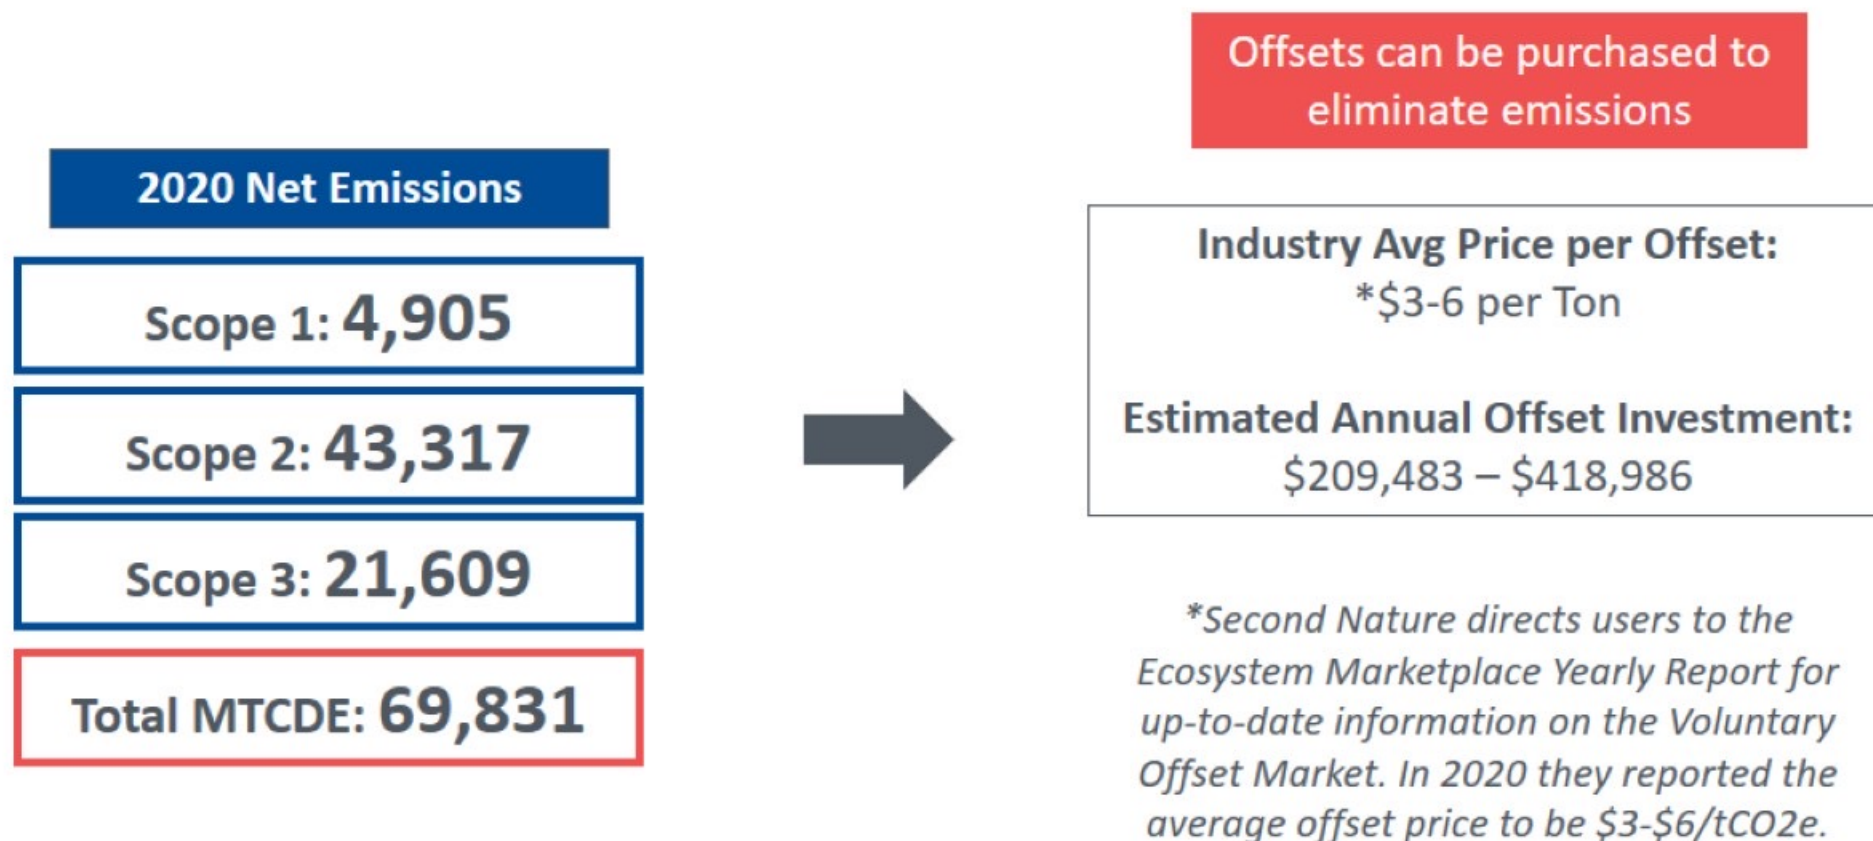 2020 Net Emissions
Scope 1: 4,905
Scope 2: 43,317
Scope 3: 21,609
Total MTCDE: 69,831
Offsets can be purchased to
eliminate emissions
Industry Avg Price per Offset:
*$3-6 per Ton
Estimated Annual Offset Investment:
$209,483 – $418,986
*Second Nature directs users to the
Ecosystem Marketplace Yearly Report for
up-to-date information on the Voluntary
Offset Market. In 2020 they reported the
average offset price to be $3-$6/tCO2e.